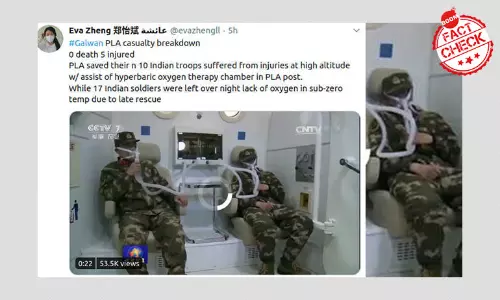 Eva Zheng 郑怡斌 عائشة @evazhengll · 5h
#Galwan PLA casualty breakdown
0 death 5 injured
PLA saved their n 10 Indian troops suffered from injuries at high altitude
w/ assist of hyperbaric oxygen therapy chamber in PLA post.
While 17 Indian soldiers were left over night lack of oxygen in sub-zero
temp due to late rescue
CCTV 7
CNTV
0:22 53.5K views
BOOM
FACT
CHECK